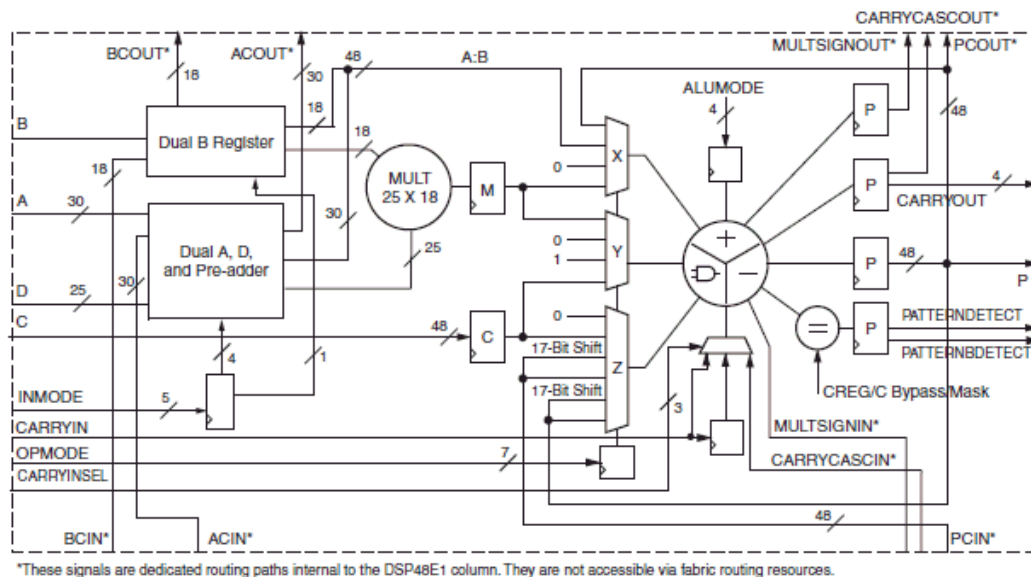 CARRYCASCOUT*
BCOUT* ACOUT* MULTSIGNOUT* PCOUT*
48 A:B
18 30 ALUMODE
4
P 48
B 18 18
Dual B Register
X
18 0
MULT
25 X 18
M
P 4
CARRYOUT
A 30
30
Dual A, D,
and Pre-adder
+
0
1 Y
25 −
P 48
P
30
D 25
C 48 C
0
=
P PATTERNDETECT
PATTERNBDETECT
17-Bit Shift
Z
4 1
17-Bit Shift
CREG/C Bypass/Mask
INMODE 5
3
CARRYIN
MULTSIGNIN*
OPMODE 7
CARRYCASCIN*
CARRYINSEL
48
BCIN* ACIN* PCIN*
*These signals are dedicated routing paths internal to the DSP48E1 column. They are not accessible via fabric routing resources.